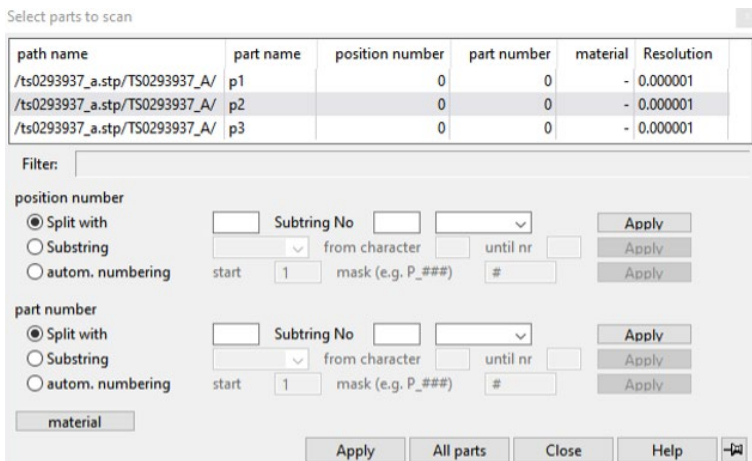 Select parts to scan
path name part name position number part number material Resolution
/ts0293937_a.stp/TS0293937_A/ p1 0 0 - 0.000001
/ts0293937_a.stp/TS0293937_A/ p2 0 0 - 0.000001
/ts0293937_a.stp/TS0293937_A/ p3 0 0 - 0.000001
Filter:
position number
Split with Subtring No Apply
Substring from character until nr Apply
autom. numbering start 1 mask (e.g. P_###) # Apply
part number
Split with Subtring No Apply
Substring from character until nr Apply
autom. numbering start 1 mask (e.g. P_###) # Apply
material
Apply All parts Close Help